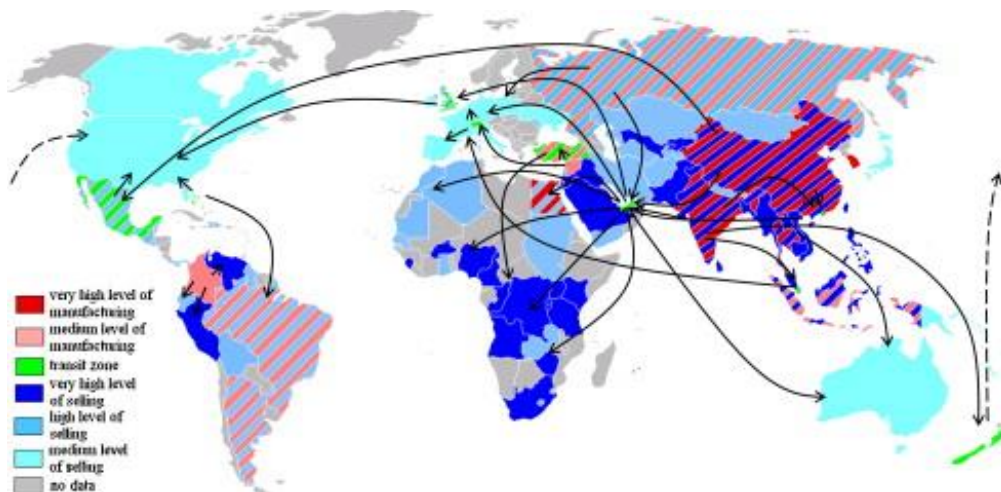 very high level of
manufacturing
medium level of
manufacturing
transit zone
very high level
of selling
high level of
selling
medium level
of selling
no data